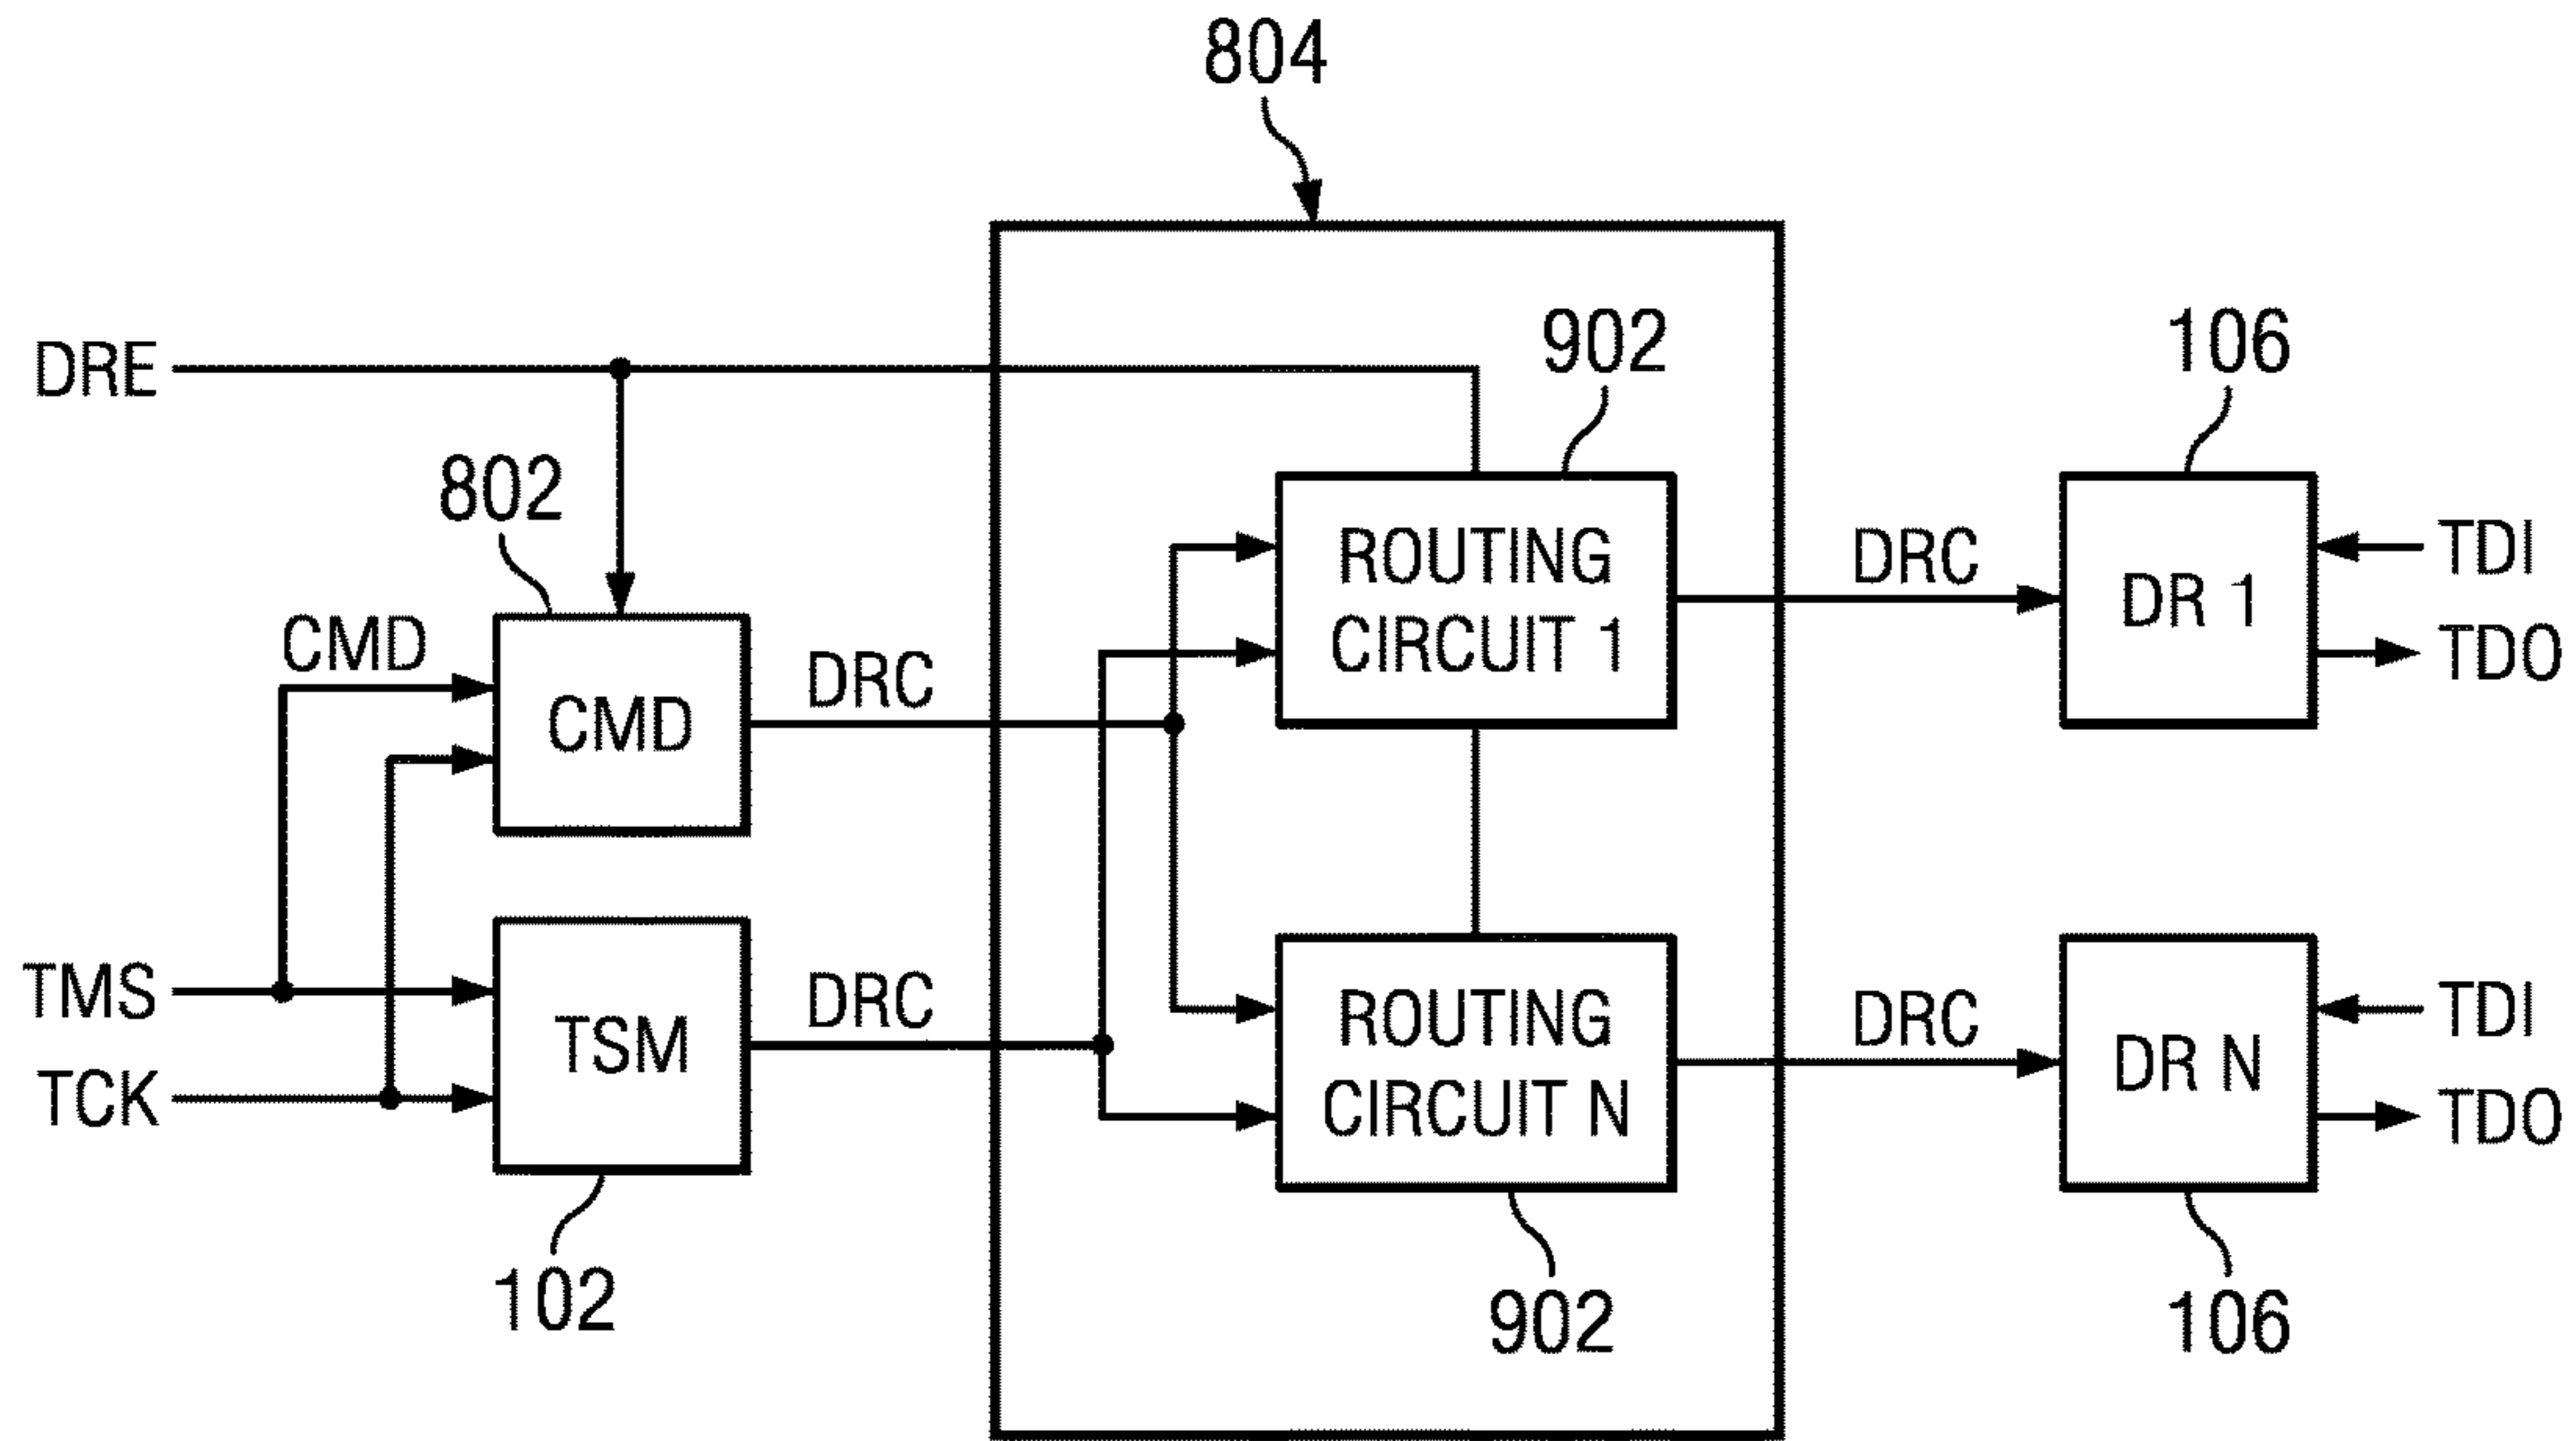 804
DRE
902
106
802
CMD
CMD
DRC
ROUTING
CIRCUIT 1
DRC
DR 1
TDI
TDO
TMS
TCK
TSM
DRC
ROUTING
CIRCUIT N
DRC
DR N
TDI
TDO
102
902
106